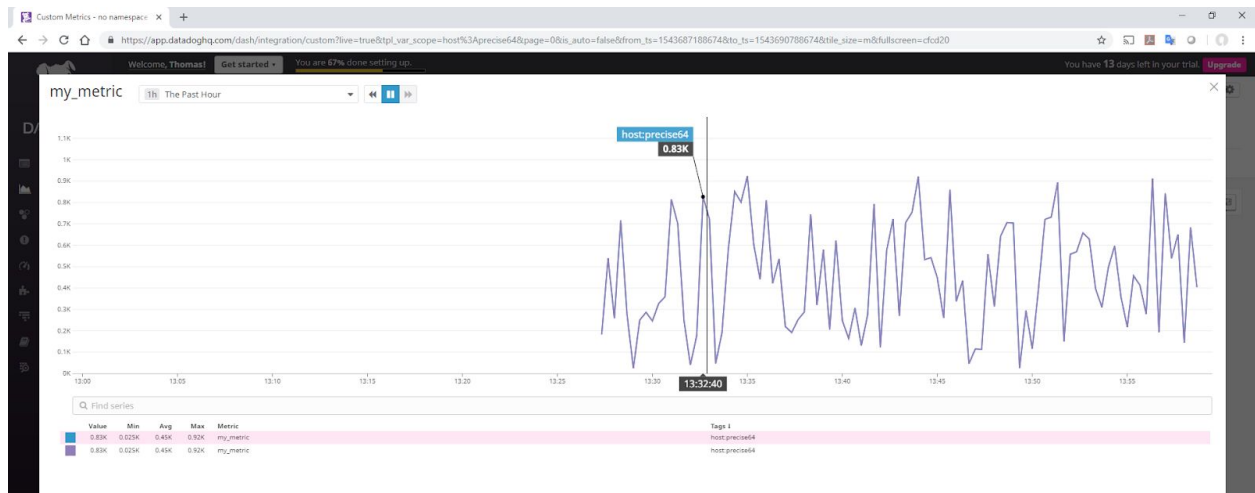 Custom Metrics - no namespace
https://app.datadoghq.com/dash/integration/custom?live=true&tpl_var_scope=host%3Aprecise64&page=0&is_auto=false&from_ts=1543687188674&to_ts=1543690788674&tile_size=m&fullscreen=cfcd20
Welcome, Thomas! Get started You are 67% done setting up. You have 13 days left in your trial. Upgrade
DA
my_metric 1h The Past Hour
host:precise64
0.83K
1.1K
1K
0.9K
0.8K
0.7K
0.6K
0.5K
0.4K
0.3K
0.2K
0.1K
0K
13:00 13:05 13:10 13:15 13:20 13:25 13:30 13:32:40 13:35 13:40 13:45 13:50 13:55
Find series
Value Min Avg Max Metric Tags
0.83K 0.025K 0.45K 0.92K my_metric host:precise64
0.83K 0.025K 0.45K 0.92K my_metric host:precise64